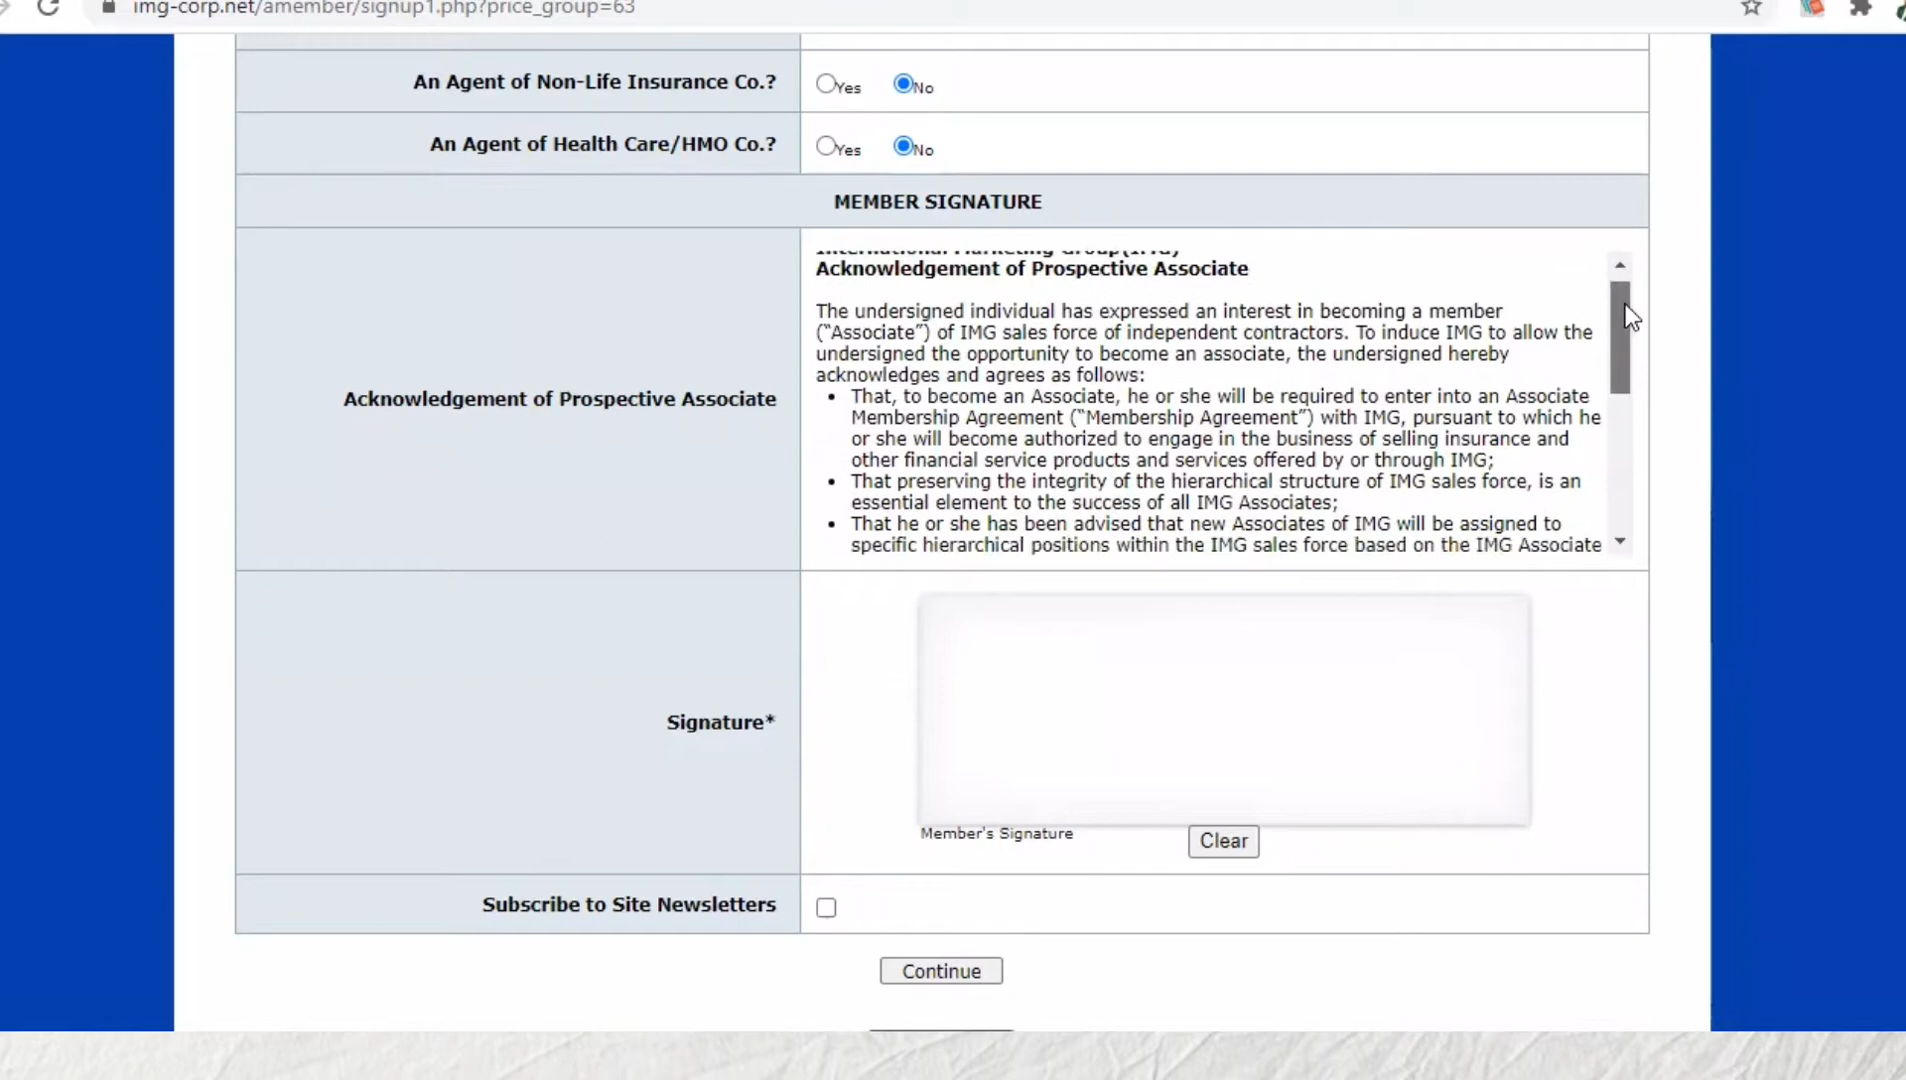 img-corp.net/amember/signup1.php?price_group=63
An Agent of Non-Life Insurance Co.?
Yes No
An Agent of Health Care/HMO Co.?
Yes No
MEMBER SIGNATURE
International Marketing Group(IMG)
Acknowledgement of Prospective Associate
Acknowledgement of Prospective Associate
The undersigned individual has expressed an interest in becoming a member
(“Associate”) of IMG sales force of independent contractors. To induce IMG to allow the
undersigned the opportunity to become an associate, the undersigned hereby
acknowledges and agrees as follows:
• That, to become an Associate, he or she will be required to enter into an Associate
Membership Agreement (“Membership Agreement”) with IMG, pursuant to which he
or she will become authorized to engage in the business of selling insurance and
other financial service products and services offered by or through IMG;
• That preserving the integrity of the hierarchical structure of IMG sales force, is an
essential element to the success of all IMG Associates;
• That he or she has been advised that new Associates of IMG will be assigned to
specific hierarchical positions within the IMG sales force based on the IMG Associate
Signature*
Member's Signature
Clear
Subscribe to Site Newsletters
Continue